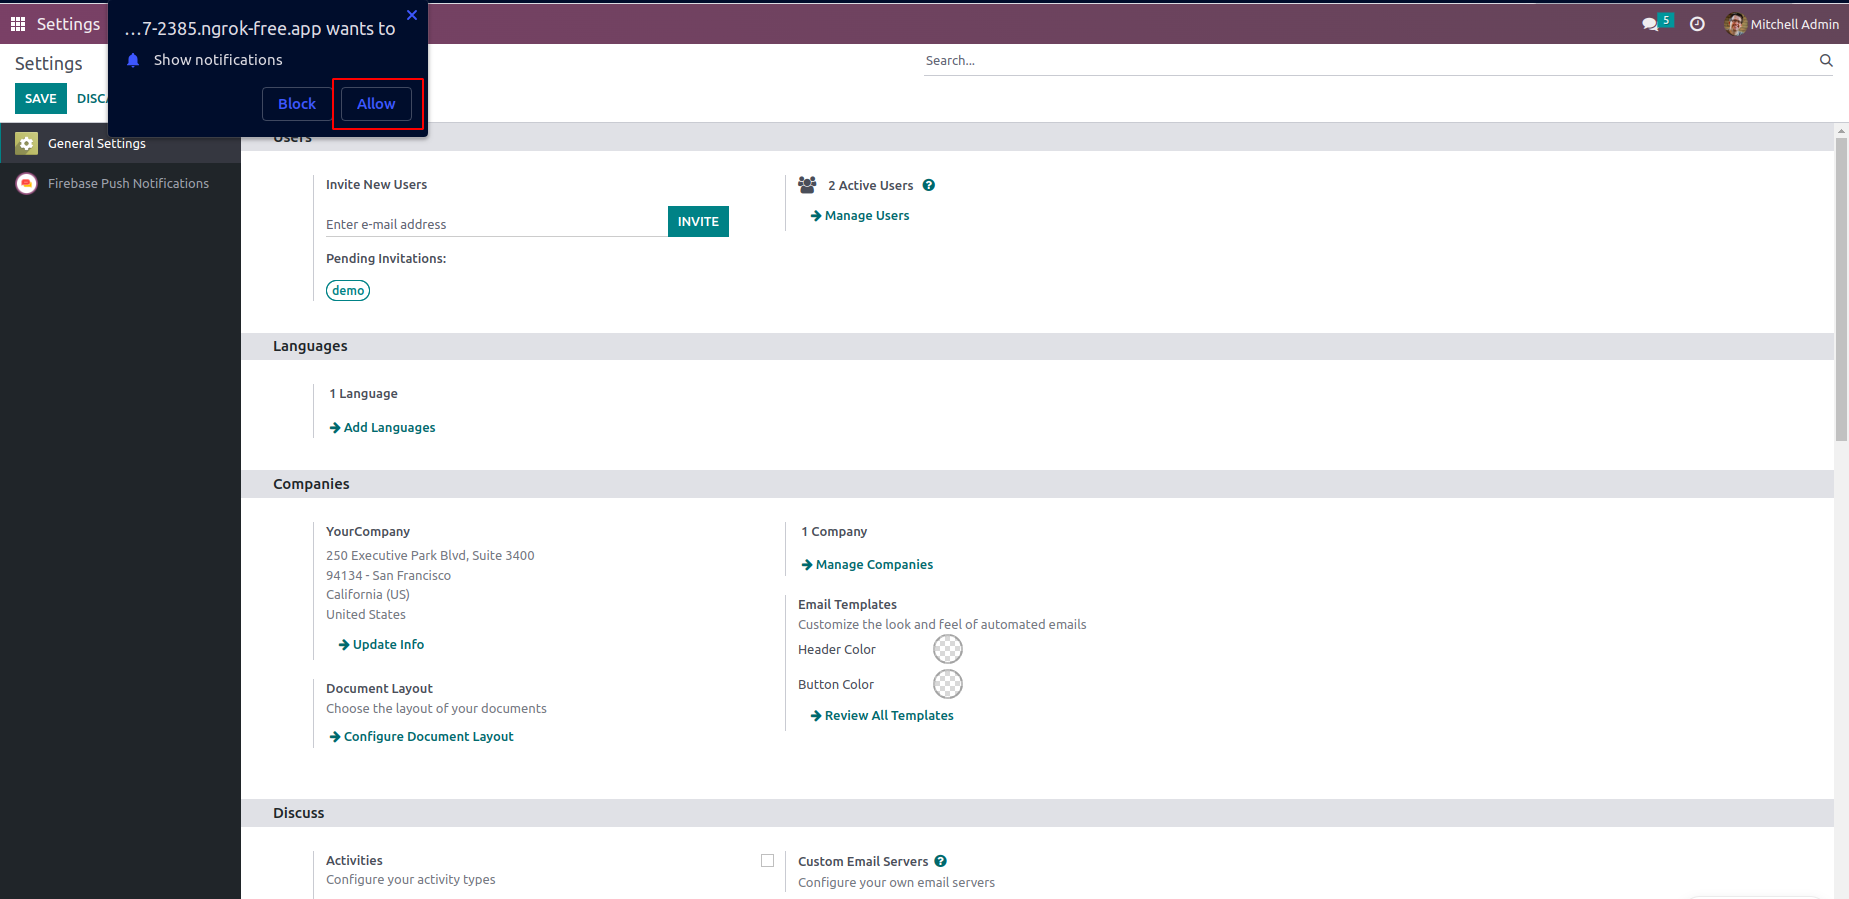 Settings
5
Mitchell Admin
…7-2385.ngrok-free.app wants to
Show notifications
Block
Allow
Settings
SAVE
Search...
General Settings
Firebase Push Notifications
Users
Invite New Users
Enter e-mail address
INVITE
Pending Invitations:
demo
2 Active Users ?
Manage Users
Languages
1 Language
Add Languages
Companies
YourCompany
250 Executive Park Blvd, Suite 3400
94134 - San Francisco
California (US)
United States
Update Info
Document Layout
Choose the layout of your documents
Configure Document Layout
1 Company
Manage Companies
Email Templates
Customize the look and feel of automated emails
Header Color
Button Color
Review All Templates
Discuss
Activities
Configure your activity types
Custom Email Servers ?
Configure your own email servers